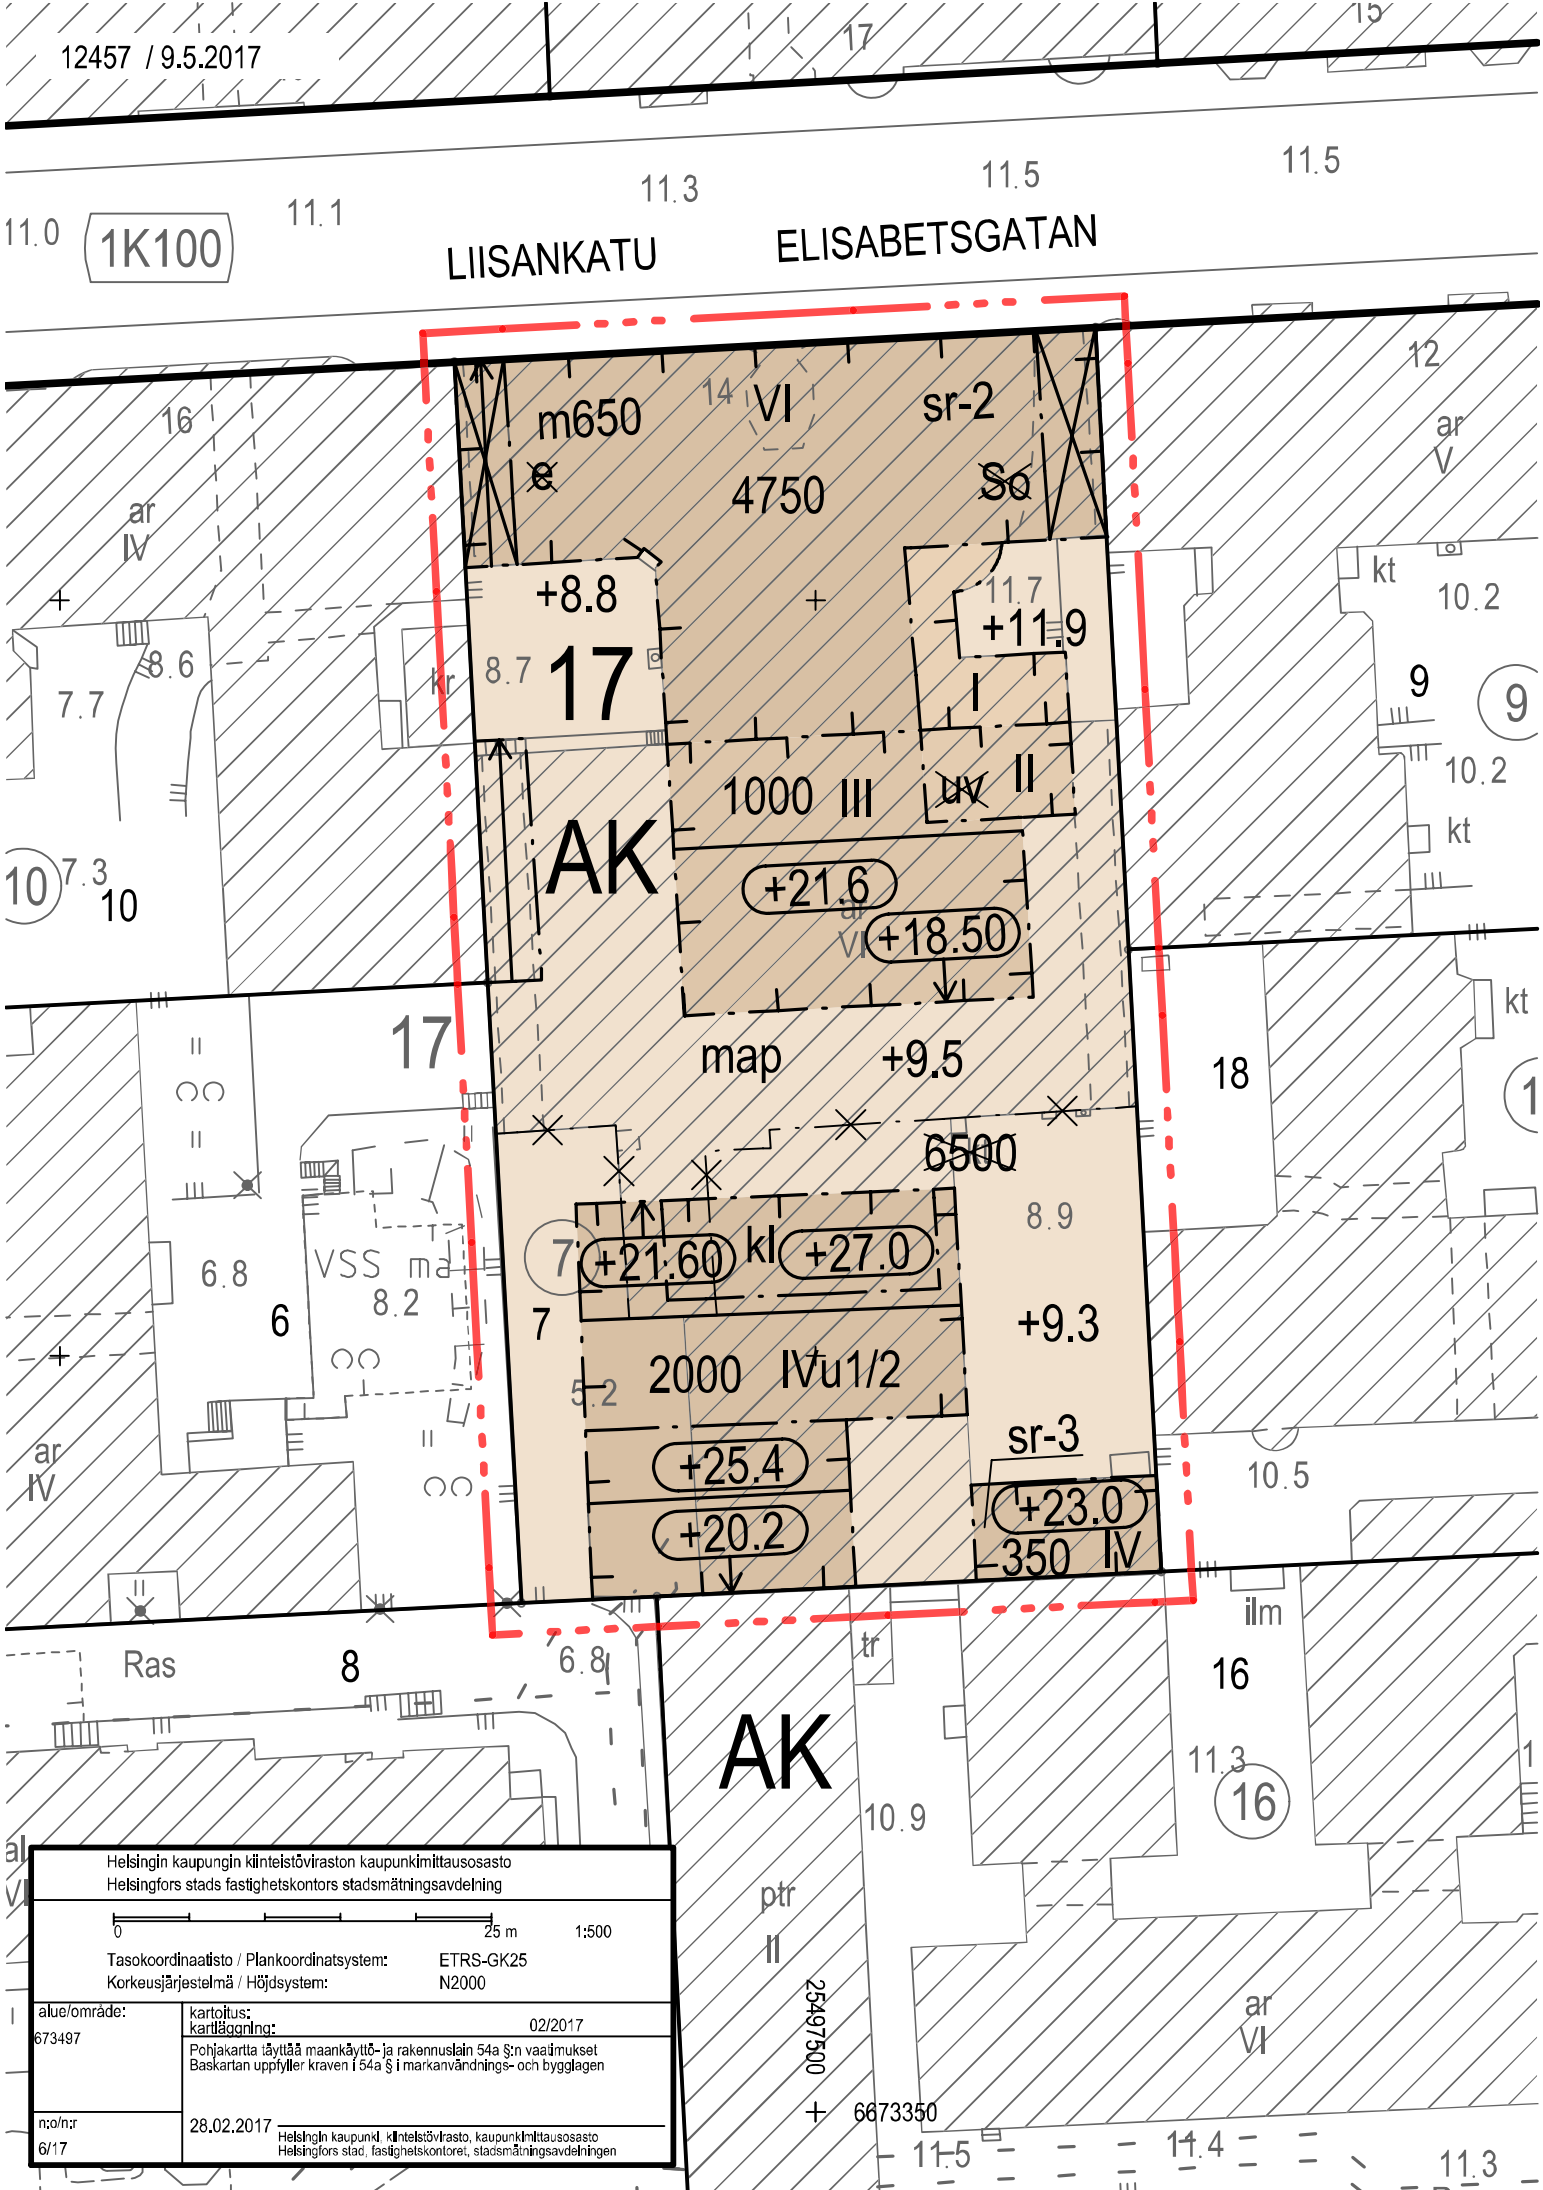 12457 / 9.5.2017
17
15
11.0
1K100
11.1
11.3
11.5
11.5
LIISANKATU
ELISABETSGATAN
16
ar
IV
m650
14
VI
sr-2
12
ar
V
e
4750
So
+8.8
11.7
+11.9
kt
10.2
8.6
7.7
kr
8.7
17
I
9
9
10.2
1000
III
uv
II
kt
AK
10
7.3
10
+21.6
ar
VI
+18.50
kt
17
map
+9.5
18
1
6500
8.9
VSS ma
8.2
6.8
6
7
+21.60
kl
+27.0
7
+9.3
5.2
2000
IVu1/2
ar
IV
sr-3
+25.4
+23.0
10.5
+20.2
350
IV
ilm
Ras
8
6.8
tr
16
AK
11.3
16
1
10.9
al
VI
ptr
II
ar
VI
25497500
6673350
11.5
11.4
11.3
Helsingin kaupungin kiinteistöviraston kaupunkimittausosasto
Helsingfors stads fastighetskontors stadsmätningsavdelning
0
25 m
1:500
Tasokoordinaatisto / Plankoordinatsystem: ETRS-GK25
Korkeusjärjestelmä / Höjdsystem: N2000
alue/område:
673497
kartoitus:
kartläggning: 02/2017
Pohjakartta täyttää maankäyttö- ja rakennuslain 54a §:n vaatimukset
Baskartan uppfyller kraven i 54a § i markanvändnings- och bygglagen
n:o/n:r
6/17
28.02.2017
Helsingin kaupunki, kiinteistövirasto, kaupunkimittausosasto
Helsingfors stad, fastighetskontoret, stadsmätningsavdelningen